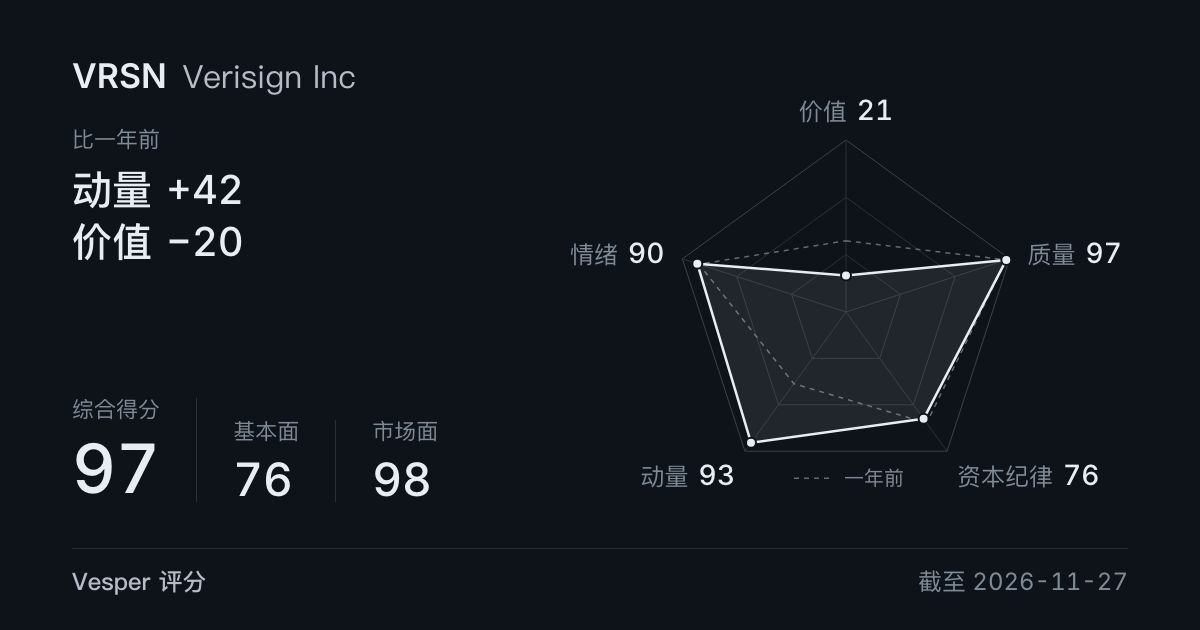 VRSN Verisign Inc
比一年前
动量 +42
价值 −20
综合得分
97
基本面
76
市场面
98
价值 21
质量 97
资本纪律 76
动量 93
情绪 90
一年前
Vesper 评分
截至 2026-11-27